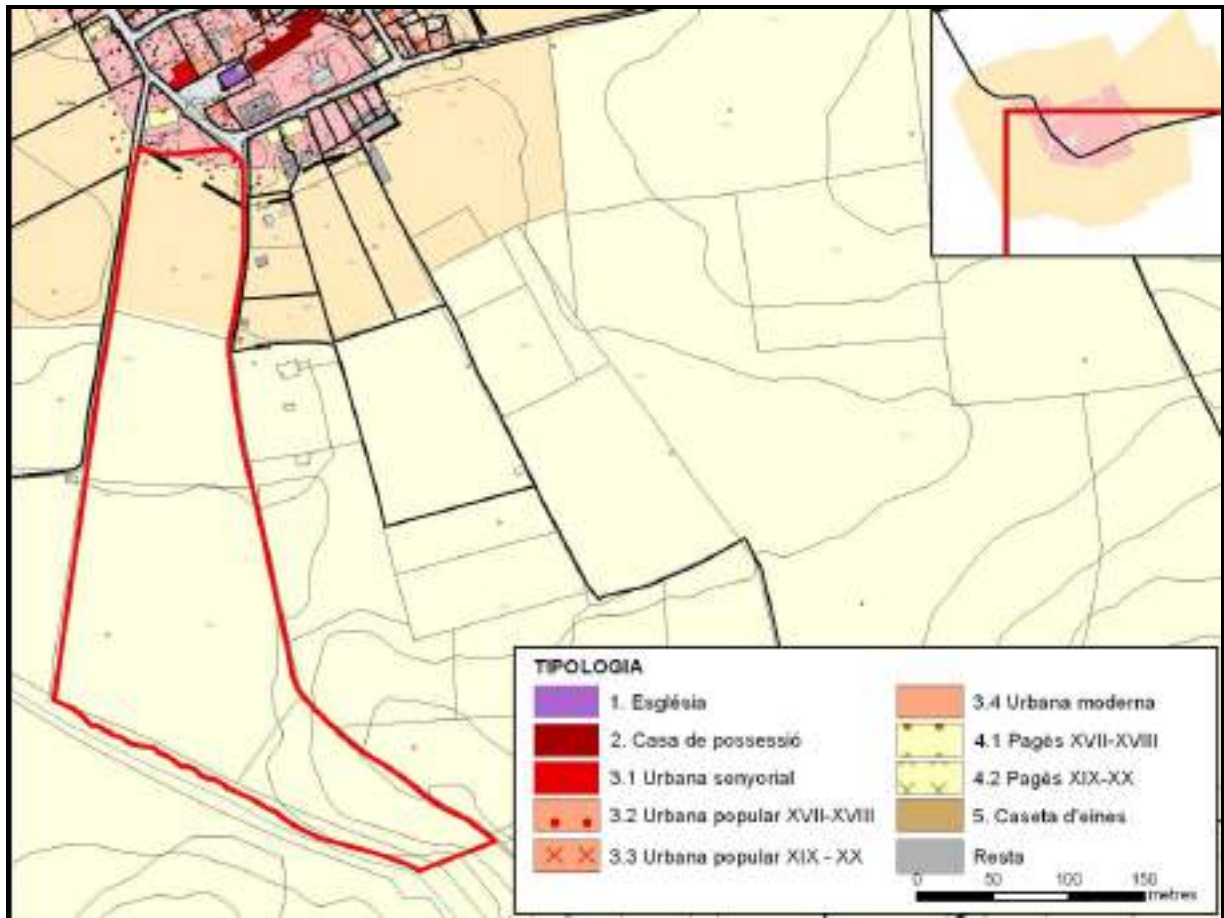 TIPOLOGIA
1. Església
2. Casa de possessió
3.1 Urbana senyorial
3.2 Urbana popular XVII-XVIII
3.3 Urbana popular XIX - XX
3.4 Urbana moderna
4.1 Pagès XVII-XVIII
4.2 Pagès XIX-XX
5. Caseta d'eines
Resta
0 50 100 150
metres